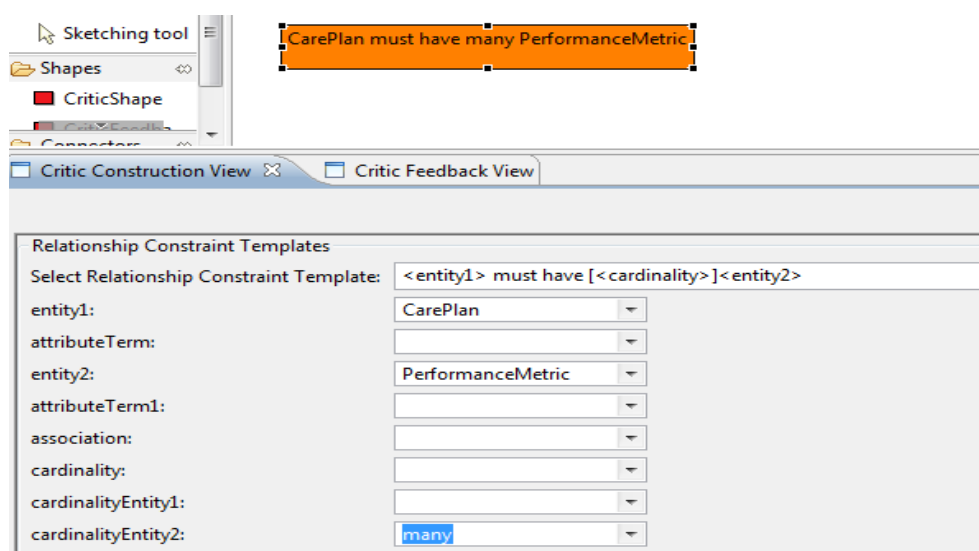 Sketching tool
CarePlan must have many PerformanceMetric
Shapes
CriticShape
CriticFeedba
Connectors
Critic Construction View
Critic Feedback View
Relationship Constraint Templates
Select Relationship Constraint Template: <entity1> must have [<cardinality>]<entity2>
entity1: CarePlan
attributeTerm:
entity2: PerformanceMetric
attributeTerm1:
association:
cardinality:
cardinalityEntity1:
cardinalityEntity2: many